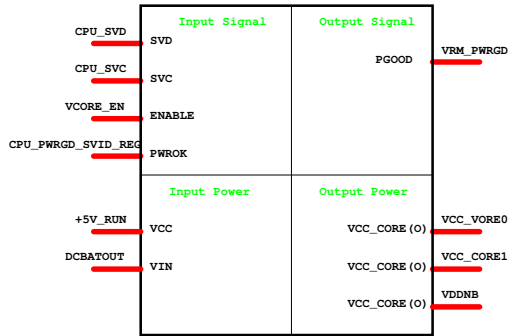 Input Signal
Output Signal
CPU_SVD
SVD
VRM_PWRGD
PGOOD
CPU_SVC
SVC
VCORE_EN
ENABLE
CPU_PWRGD_SVID_REG
PWROK
Input Power
Output Power
+5V_RUN
VCC
VCC_CORE(O)
VCC_VORE0
DCBATOUT
VIN
VCC_CORE(O)
VCC_CORE1
VCC_CORE(O)
VDDNB